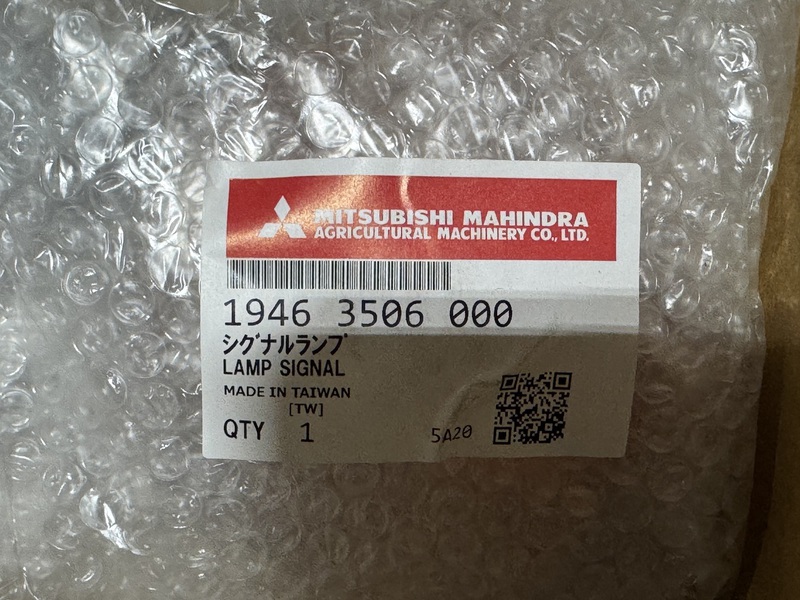 MITSUBISHI MAHINDRA
AGRICULTURAL MACHINERY CO., LTD.
1946 3506 000
シグナルランプ
LAMP SIGNAL
MADE IN TAIWAN
[TW]
QTY 1
5A20